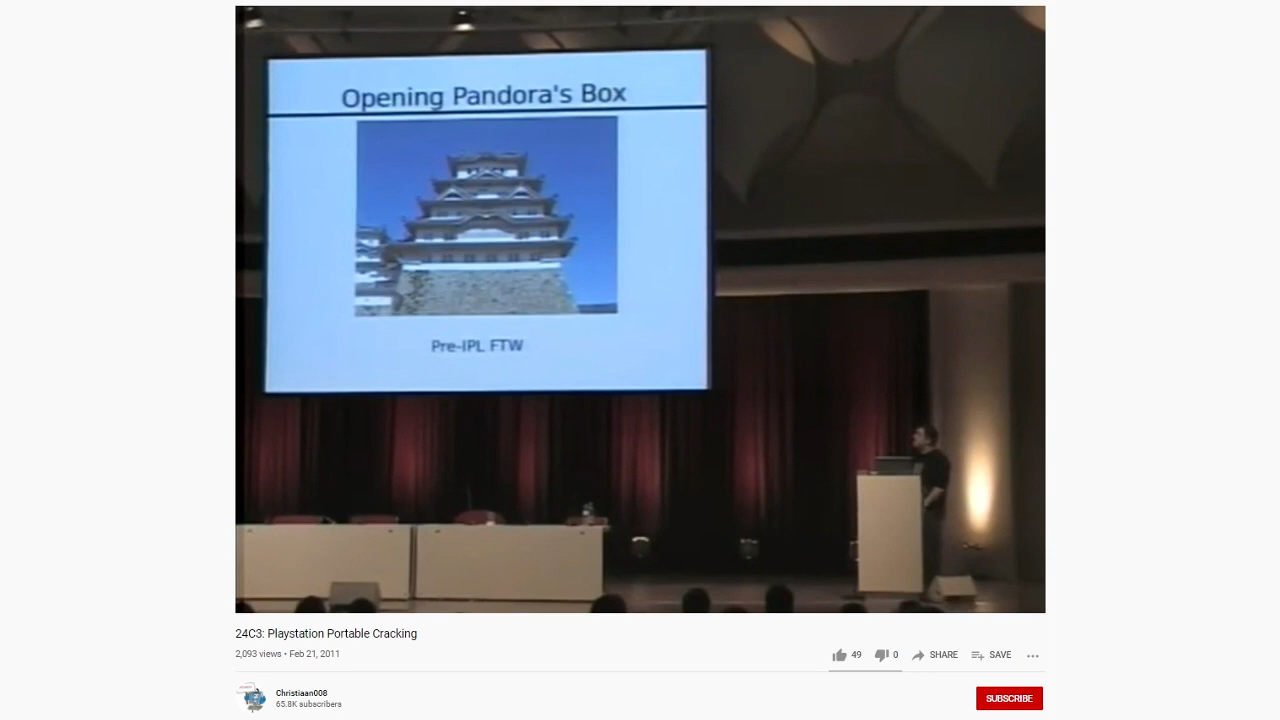 Opening Pandora's Box
Pre-IPL FTW
24C3: Playstation Portable Cracking
2,093 views • Feb 21, 2011
49
0
SHARE
SAVE
Christiaan008
65.8K subscribers
SUBSCRIBE